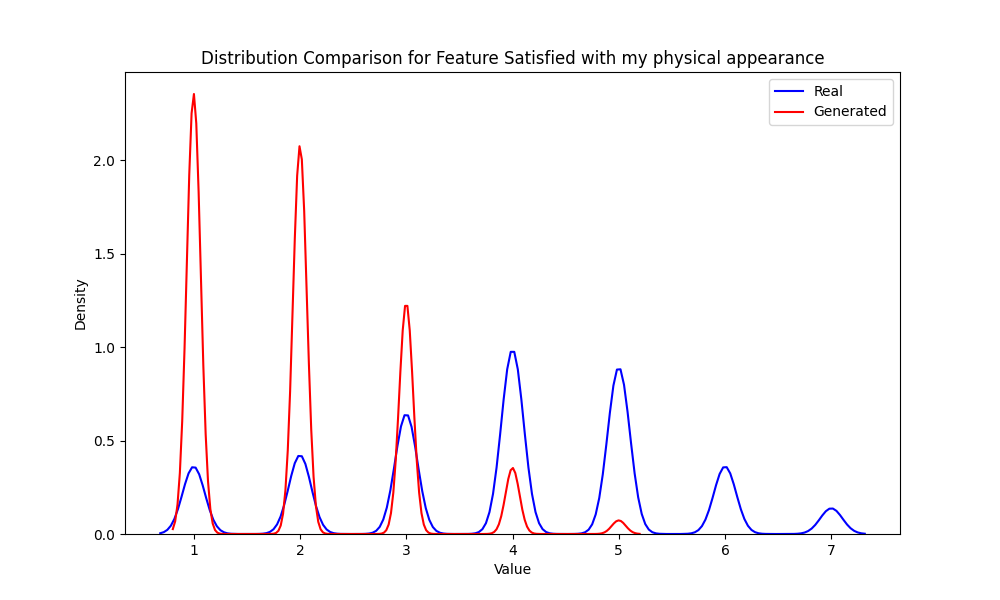 Distribution Comparison for Feature Satisfied with my physical appearance
Real
Generated
2.0
1.5
1.0
0.5
0.0
Density
1 2 3 4 5 6 7
Value